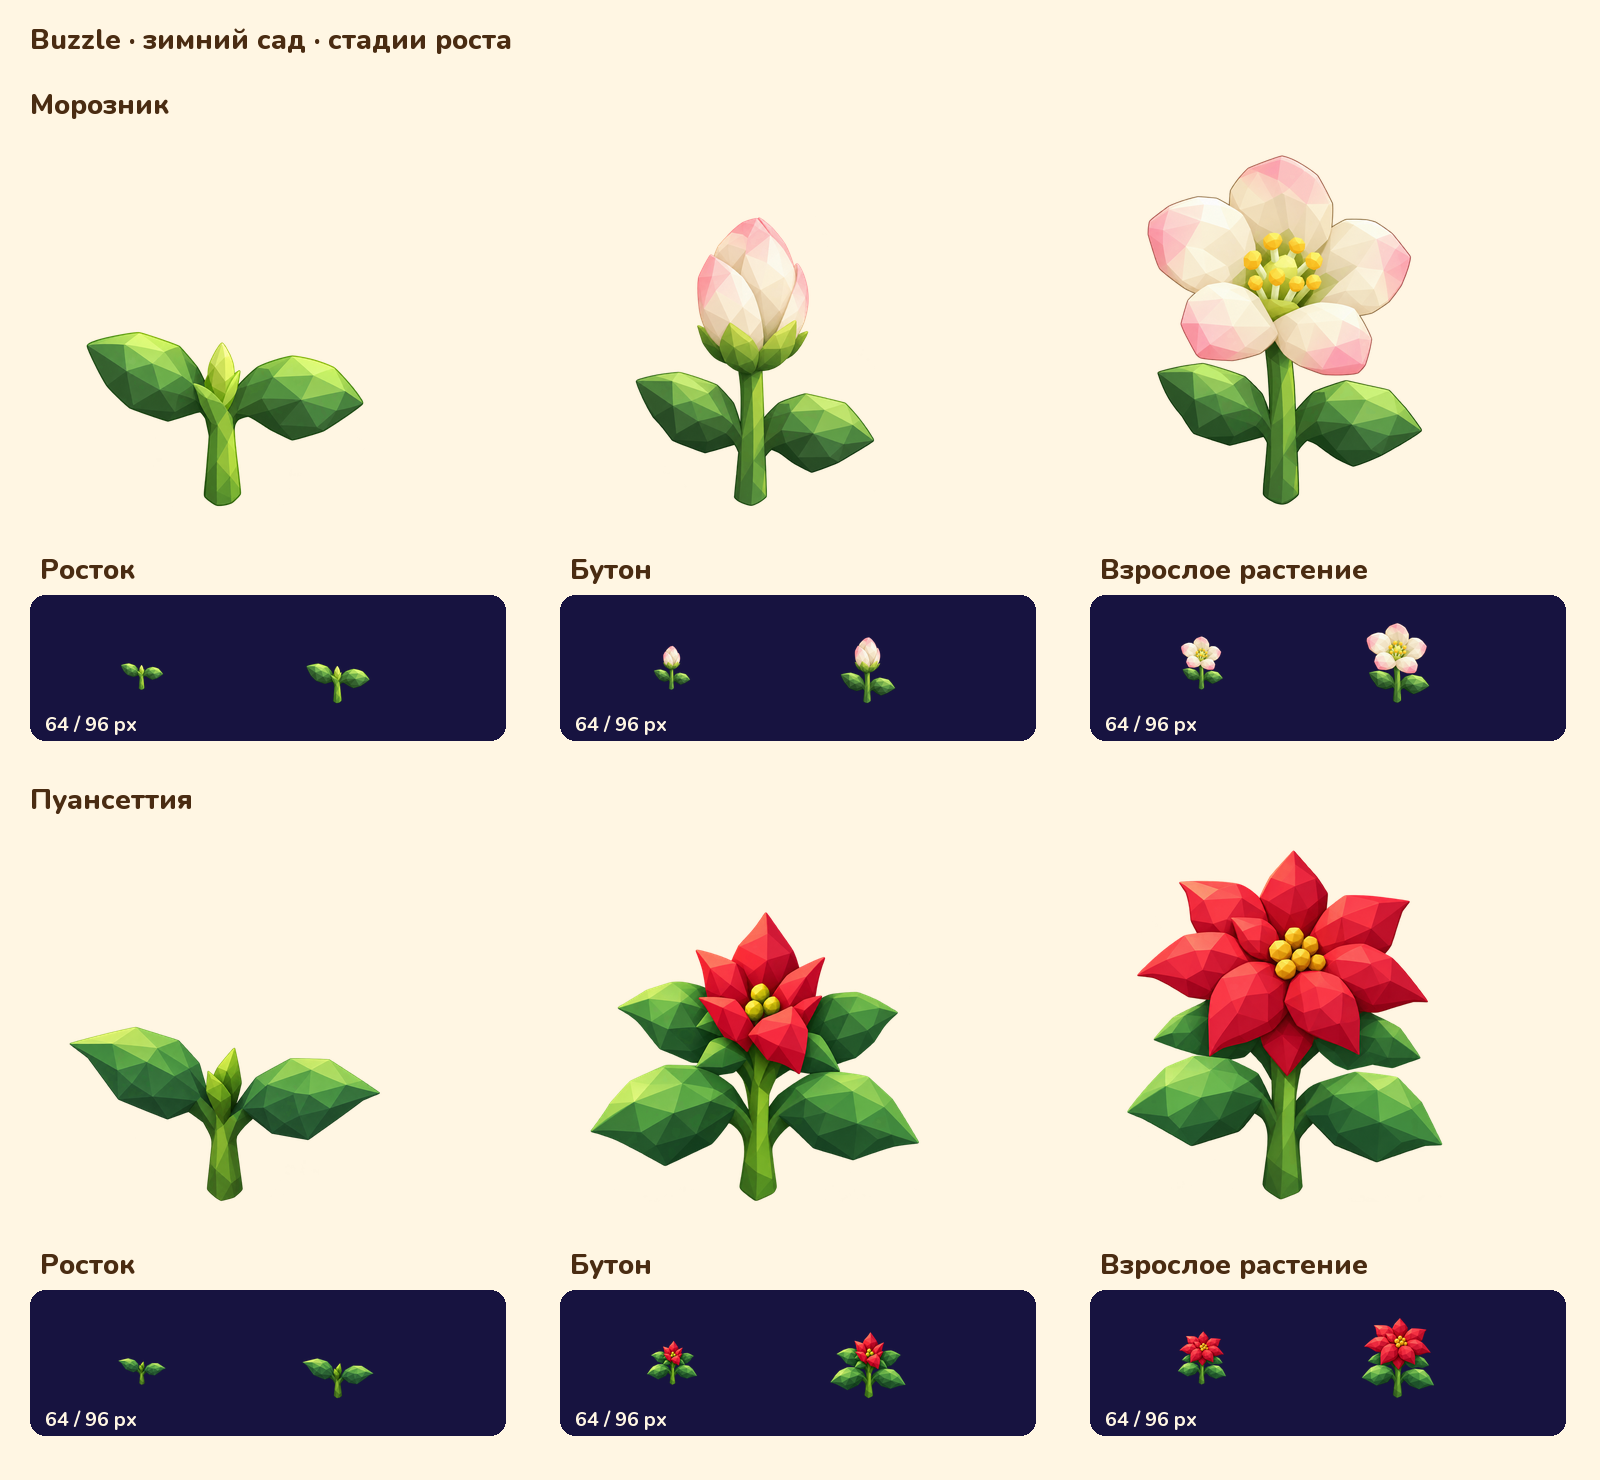 Buzzle · зимний сад · стадии роста
Морозник
Росток
Бутон
Взрослое растение
64 / 96 px
64 / 96 px
64 / 96 px
Пуансеттия
Росток
Бутон
Взрослое растение
64 / 96 px
64 / 96 px
64 / 96 px